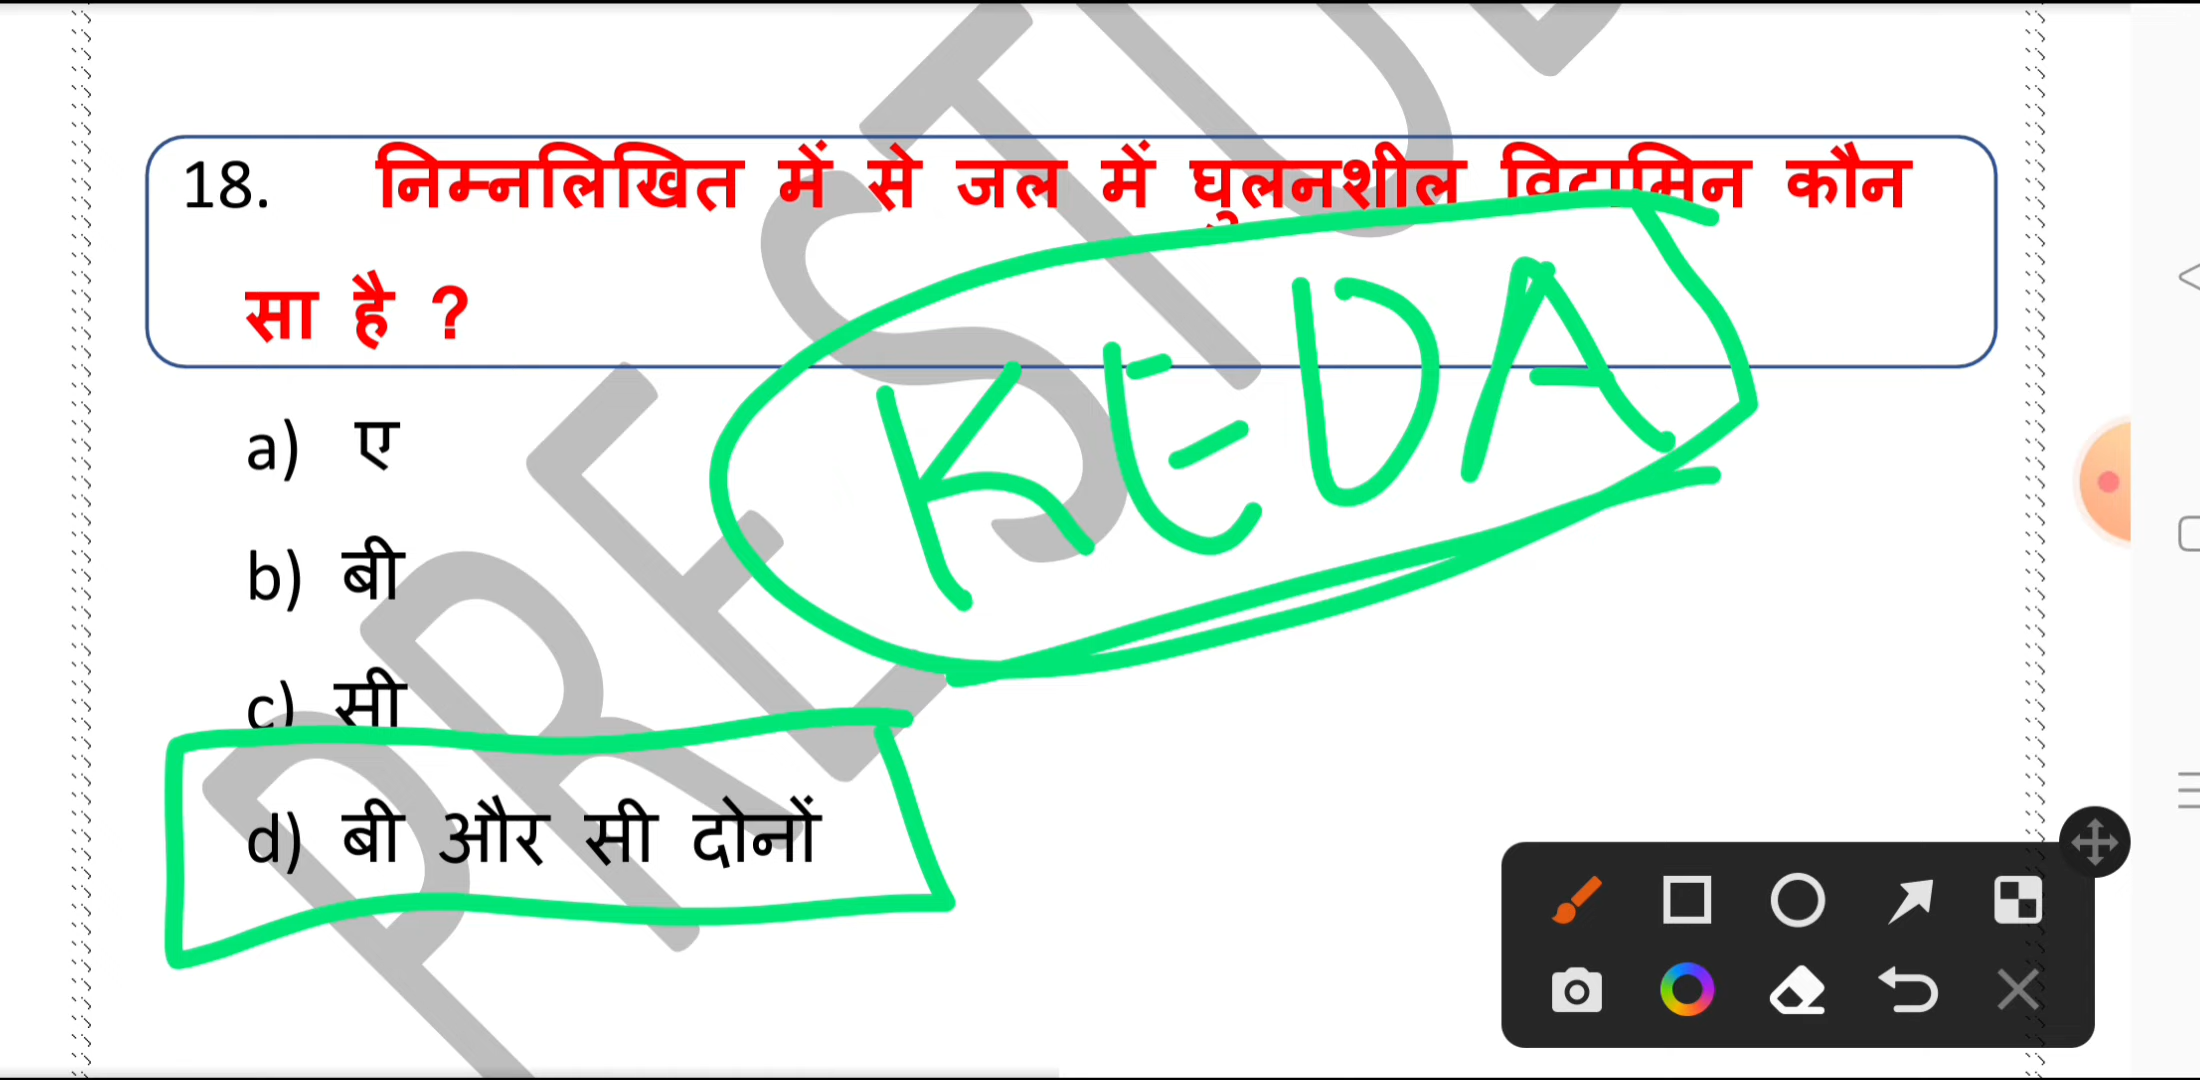 18. निम्नलिखित में से जल में घुलनशील विटामिन कौन
सा है ?
KEDA
a) ए
b) बी
c) सी
d) बी और सी दोनों